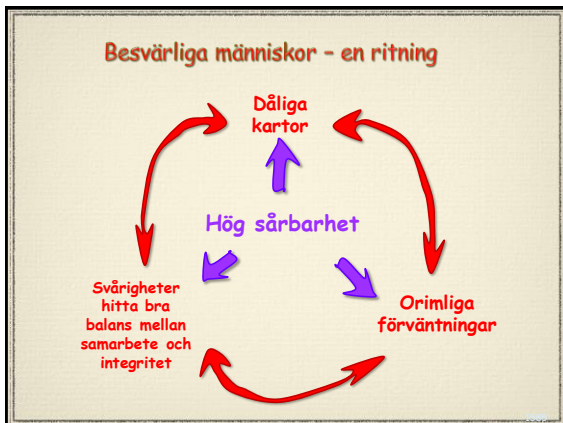 Besvärliga människor - en ritning
Dåliga
kartor
Hög sårbarhet
Svårigheter
hitta bra
balans mellan
samarbete och
integritet
Orimliga
förväntningar